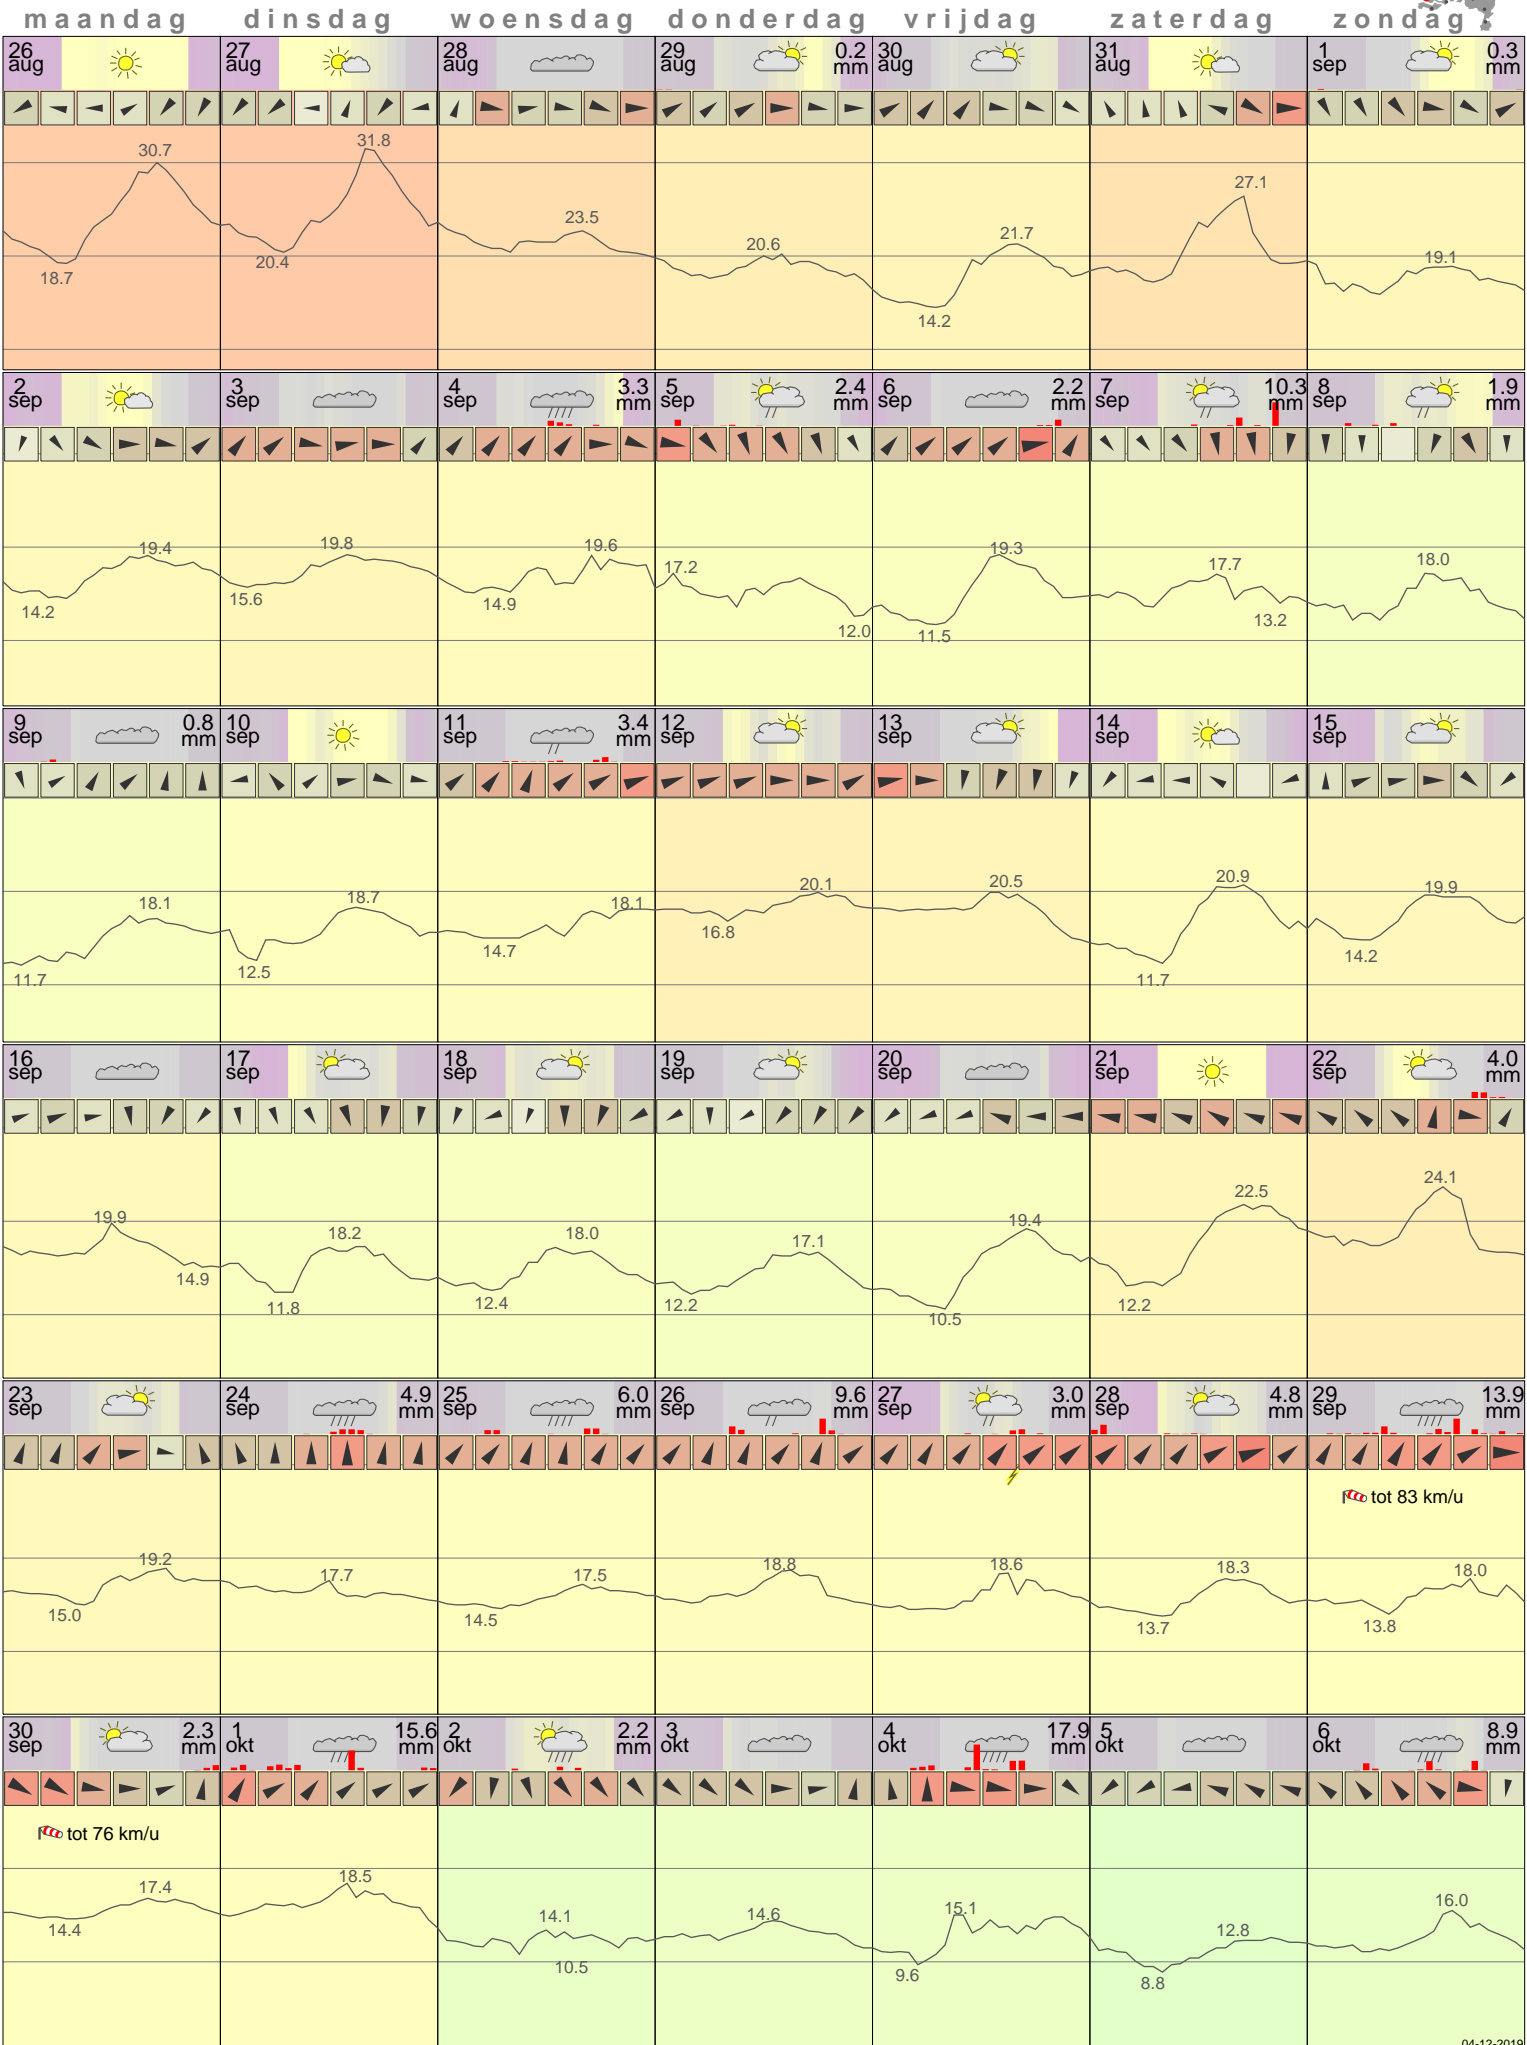 maandag dinsdag woensdag donderdag vrijdag zaterdag zondag
26 aug 27 aug 28 aug 29 aug 0.2 mm 30 aug 31 aug 1 sep 0.3 mm
30.7 31.8 23.5 20.6 21.7 27.1 19.1
18.7 20.4 14.2
2 sep 3 sep 4 sep 3.3 mm 5 sep 2.4 mm 6 sep 2.2 mm 7 sep 10.3 mm 8 sep 1.9 mm
19.4 19.8 19.6 17.2 19.3 17.7 18.0
14.2 15.6 14.9 12.0 11.5 13.2
9 sep 0.8 mm 10 sep 11 sep 3.4 mm 12 sep 13 sep 14 sep 15 sep
18.1 18.7 18.1 20.1 20.5 20.9 19.9
11.7 12.5 14.7 16.8 11.7 14.2
16 sep 17 sep 18 sep 19 sep 20 sep 21 sep 22 sep 4.0 mm
19.9 18.2 18.0 17.1 19.4 22.5 24.1
14.9 11.8 12.4 12.2 10.5 12.2
23 sep 24 sep 4.9 mm 25 sep 6.0 mm 26 sep 9.6 mm 27 sep 3.0 mm 28 sep 4.8 mm 29 sep 13.9 mm
tot 83 km/u
19.2 17.7 17.5 18.8 18.6 18.3 18.0
15.0 14.5 13.7 13.8
30 sep 2.3 mm 1 okt 15.6 mm 2 okt 2.2 mm 3 okt 4 okt 17.9 mm 5 okt 6 okt 8.9 mm
tot 76 km/u
17.4 18.5 14.1 14.6 15.1 12.8 16.0
14.4 10.5 9.6 8.8
04-12-2019